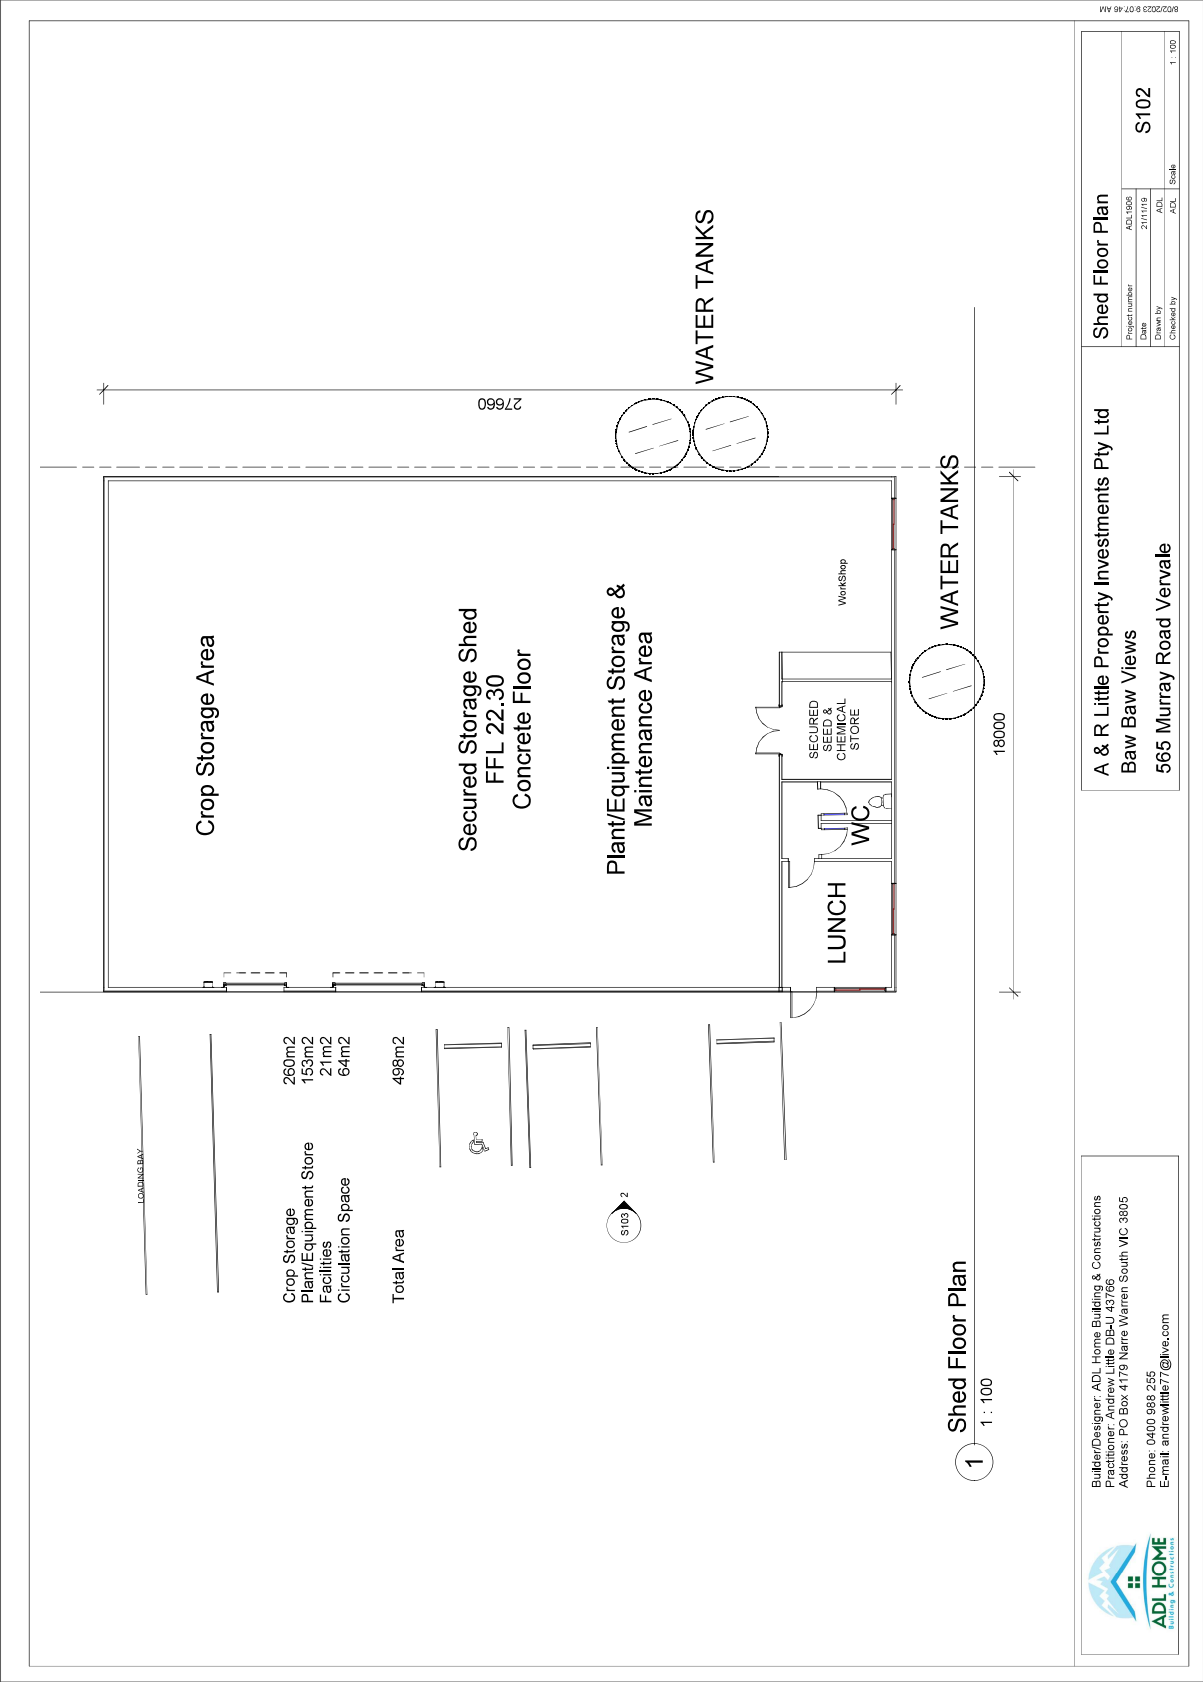 Crop Storage Area
Secured Storage Shed
FFL 22.30
Concrete Floor
Plant/Equipment Storage &
Maintenance Area
WorkShop
SECURED
SEED &
CHEMICAL
STORE
WC
LUNCH
WATER TANKS
WATER TANKS
27660
18000
LOADING BAY
Crop Storage 260m2
Plant/Equipment Store 153m2
Facilities 21m2
Circulation Space 64m2
Total Area 498m2
S103
2
1
Shed Floor Plan
1 : 100
ADL HOME
Building & Constructions
Builder/Designer: ADL Home Building & Constructions
Practitioner: Andrew Little DB-U 43766
Address: PO Box 4179 Narre Warren South VIC 3805
Phone: 0400 988 255
E-mail: andrewlittle77@live.com
A & R Little Property Investments Pty Ltd
Baw Baw Views
565 Murray Road Vervale
Shed Floor Plan
Project number ADL1906
Date 21/11/19
Drawn by ADL
Checked by ADL
S102
Scale 1 : 100
8/02/2023 9:07:46 AM